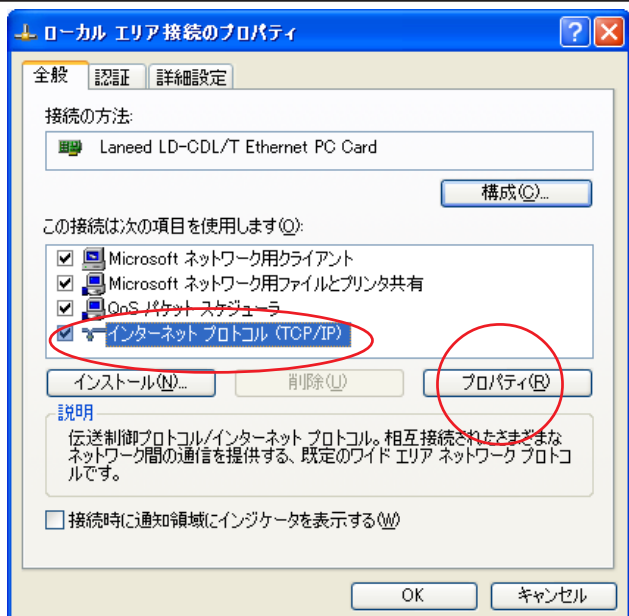 ローカル エリア接続のプロパティ
全般 認証 詳細設定
接続の方法:
Laneed LD-CDL/T Ethernet PC Card
構成(C)...
この接続は次の項目を使用します(O):
Microsoft ネットワーク用クライアント
Microsoft ネットワーク用ファイルとプリンタ共有
QoS パケット スケジューラ
インターネット プロトコル (TCP/IP)
インストール(N)... 削除(U) プロパティ(R)
説明
伝送制御プロトコル/インターネット プロトコル。相互接続されたさまざまな
ネットワーク間の通信を提供する、既定のワイド エリア ネットワーク プロトコ
ルです。
接続時に通知領域にインジケータを表示する(W)
OK キャンセル